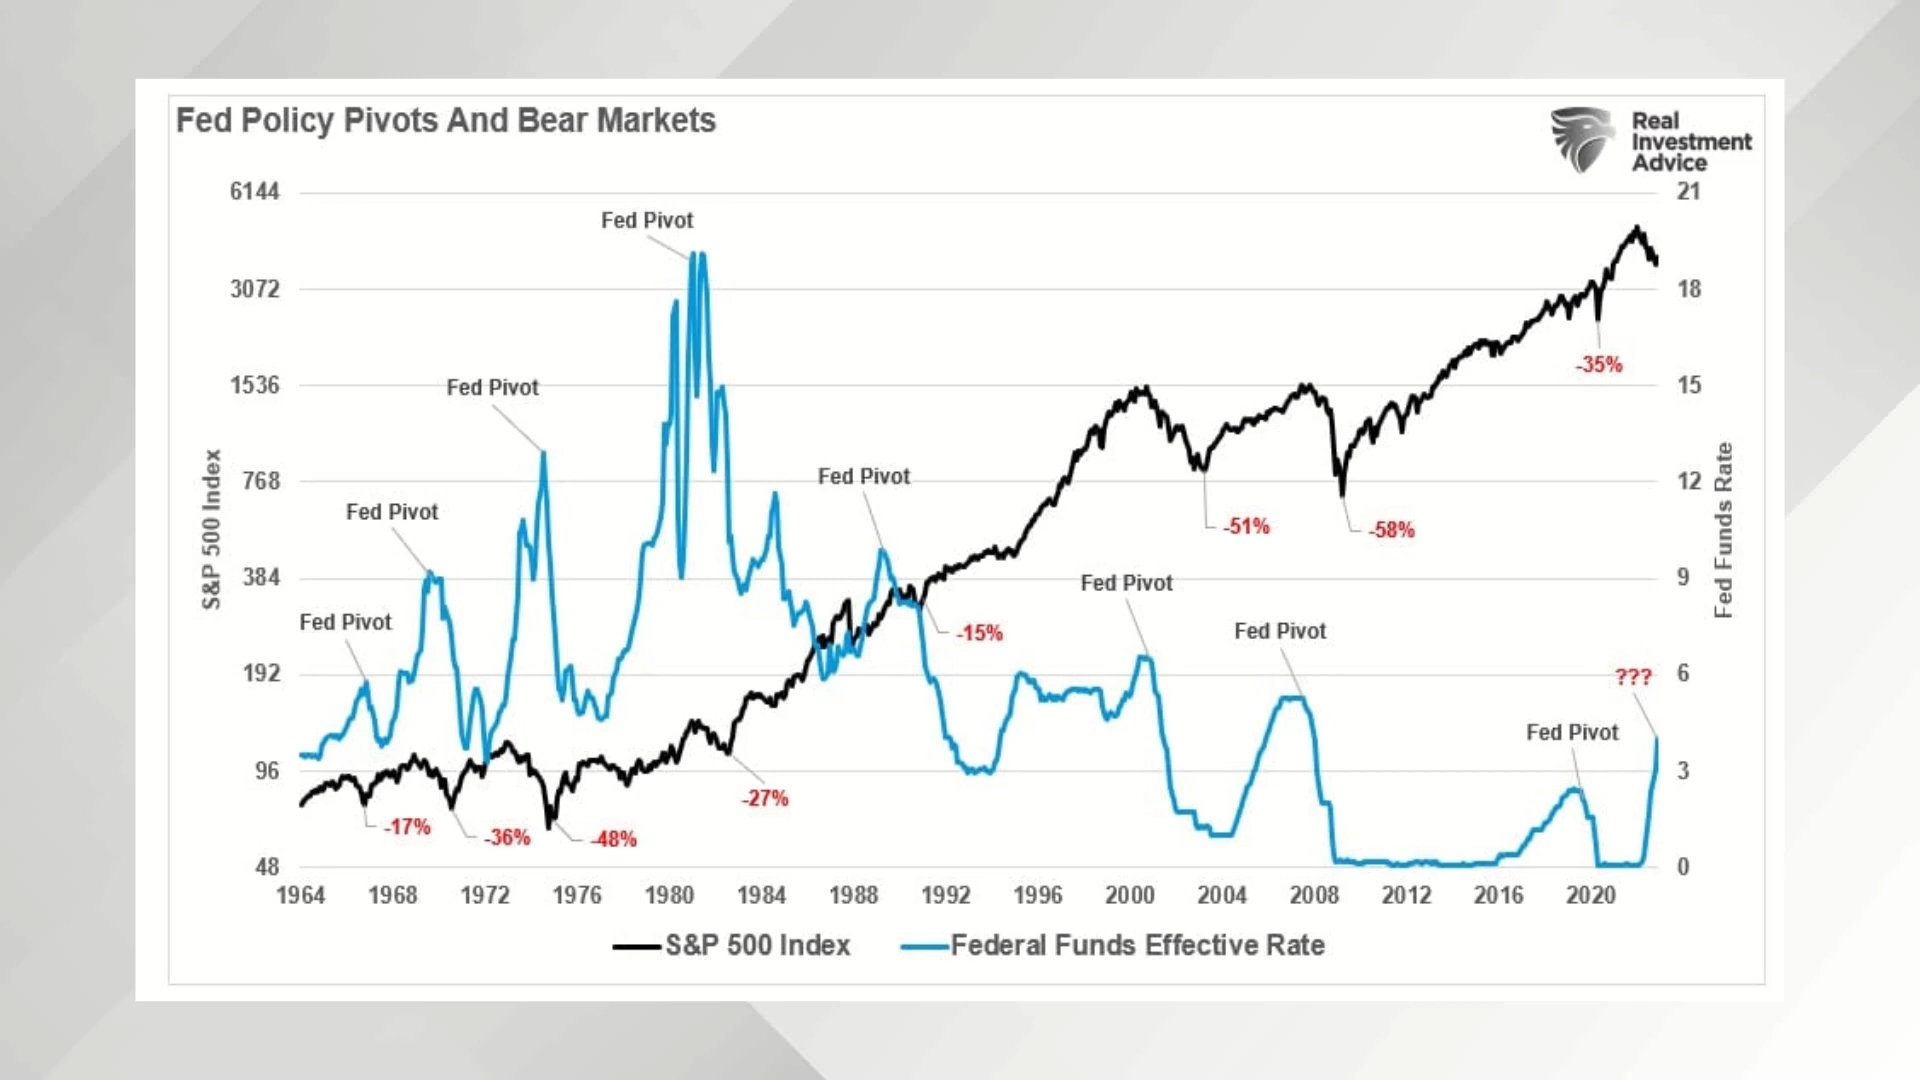 Fed Policy Pivots And Bear Markets
Real
Investment
Advice
6144
3072
1536
768
384
192
96
48
S&P 500 Index
21
18
15
12
9
6
3
0
Fed Funds Rate
Fed Pivot
Fed Pivot
Fed Pivot
Fed Pivot
Fed Pivot
Fed Pivot
Fed Pivot
Fed Pivot
???
-17%
-36%
-48%
-27%
-15%
-51%
-58%
-35%
1964 1968 1972 1976 1980 1984 1988 1992 1996 2000 2004 2008 2012 2016 2020
S&P 500 Index Federal Funds Effective Rate